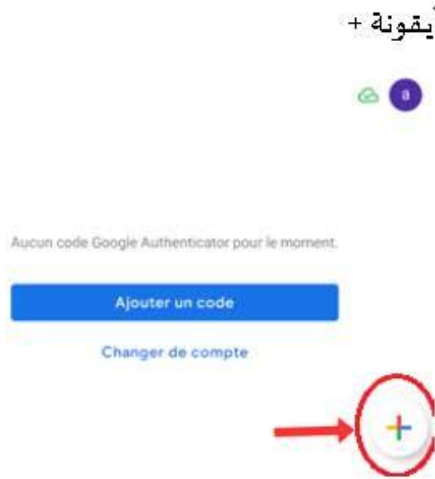 أيقونة +
a
Aucun code Google Authenticator pour le moment.
Ajouter un code
Changer de compte